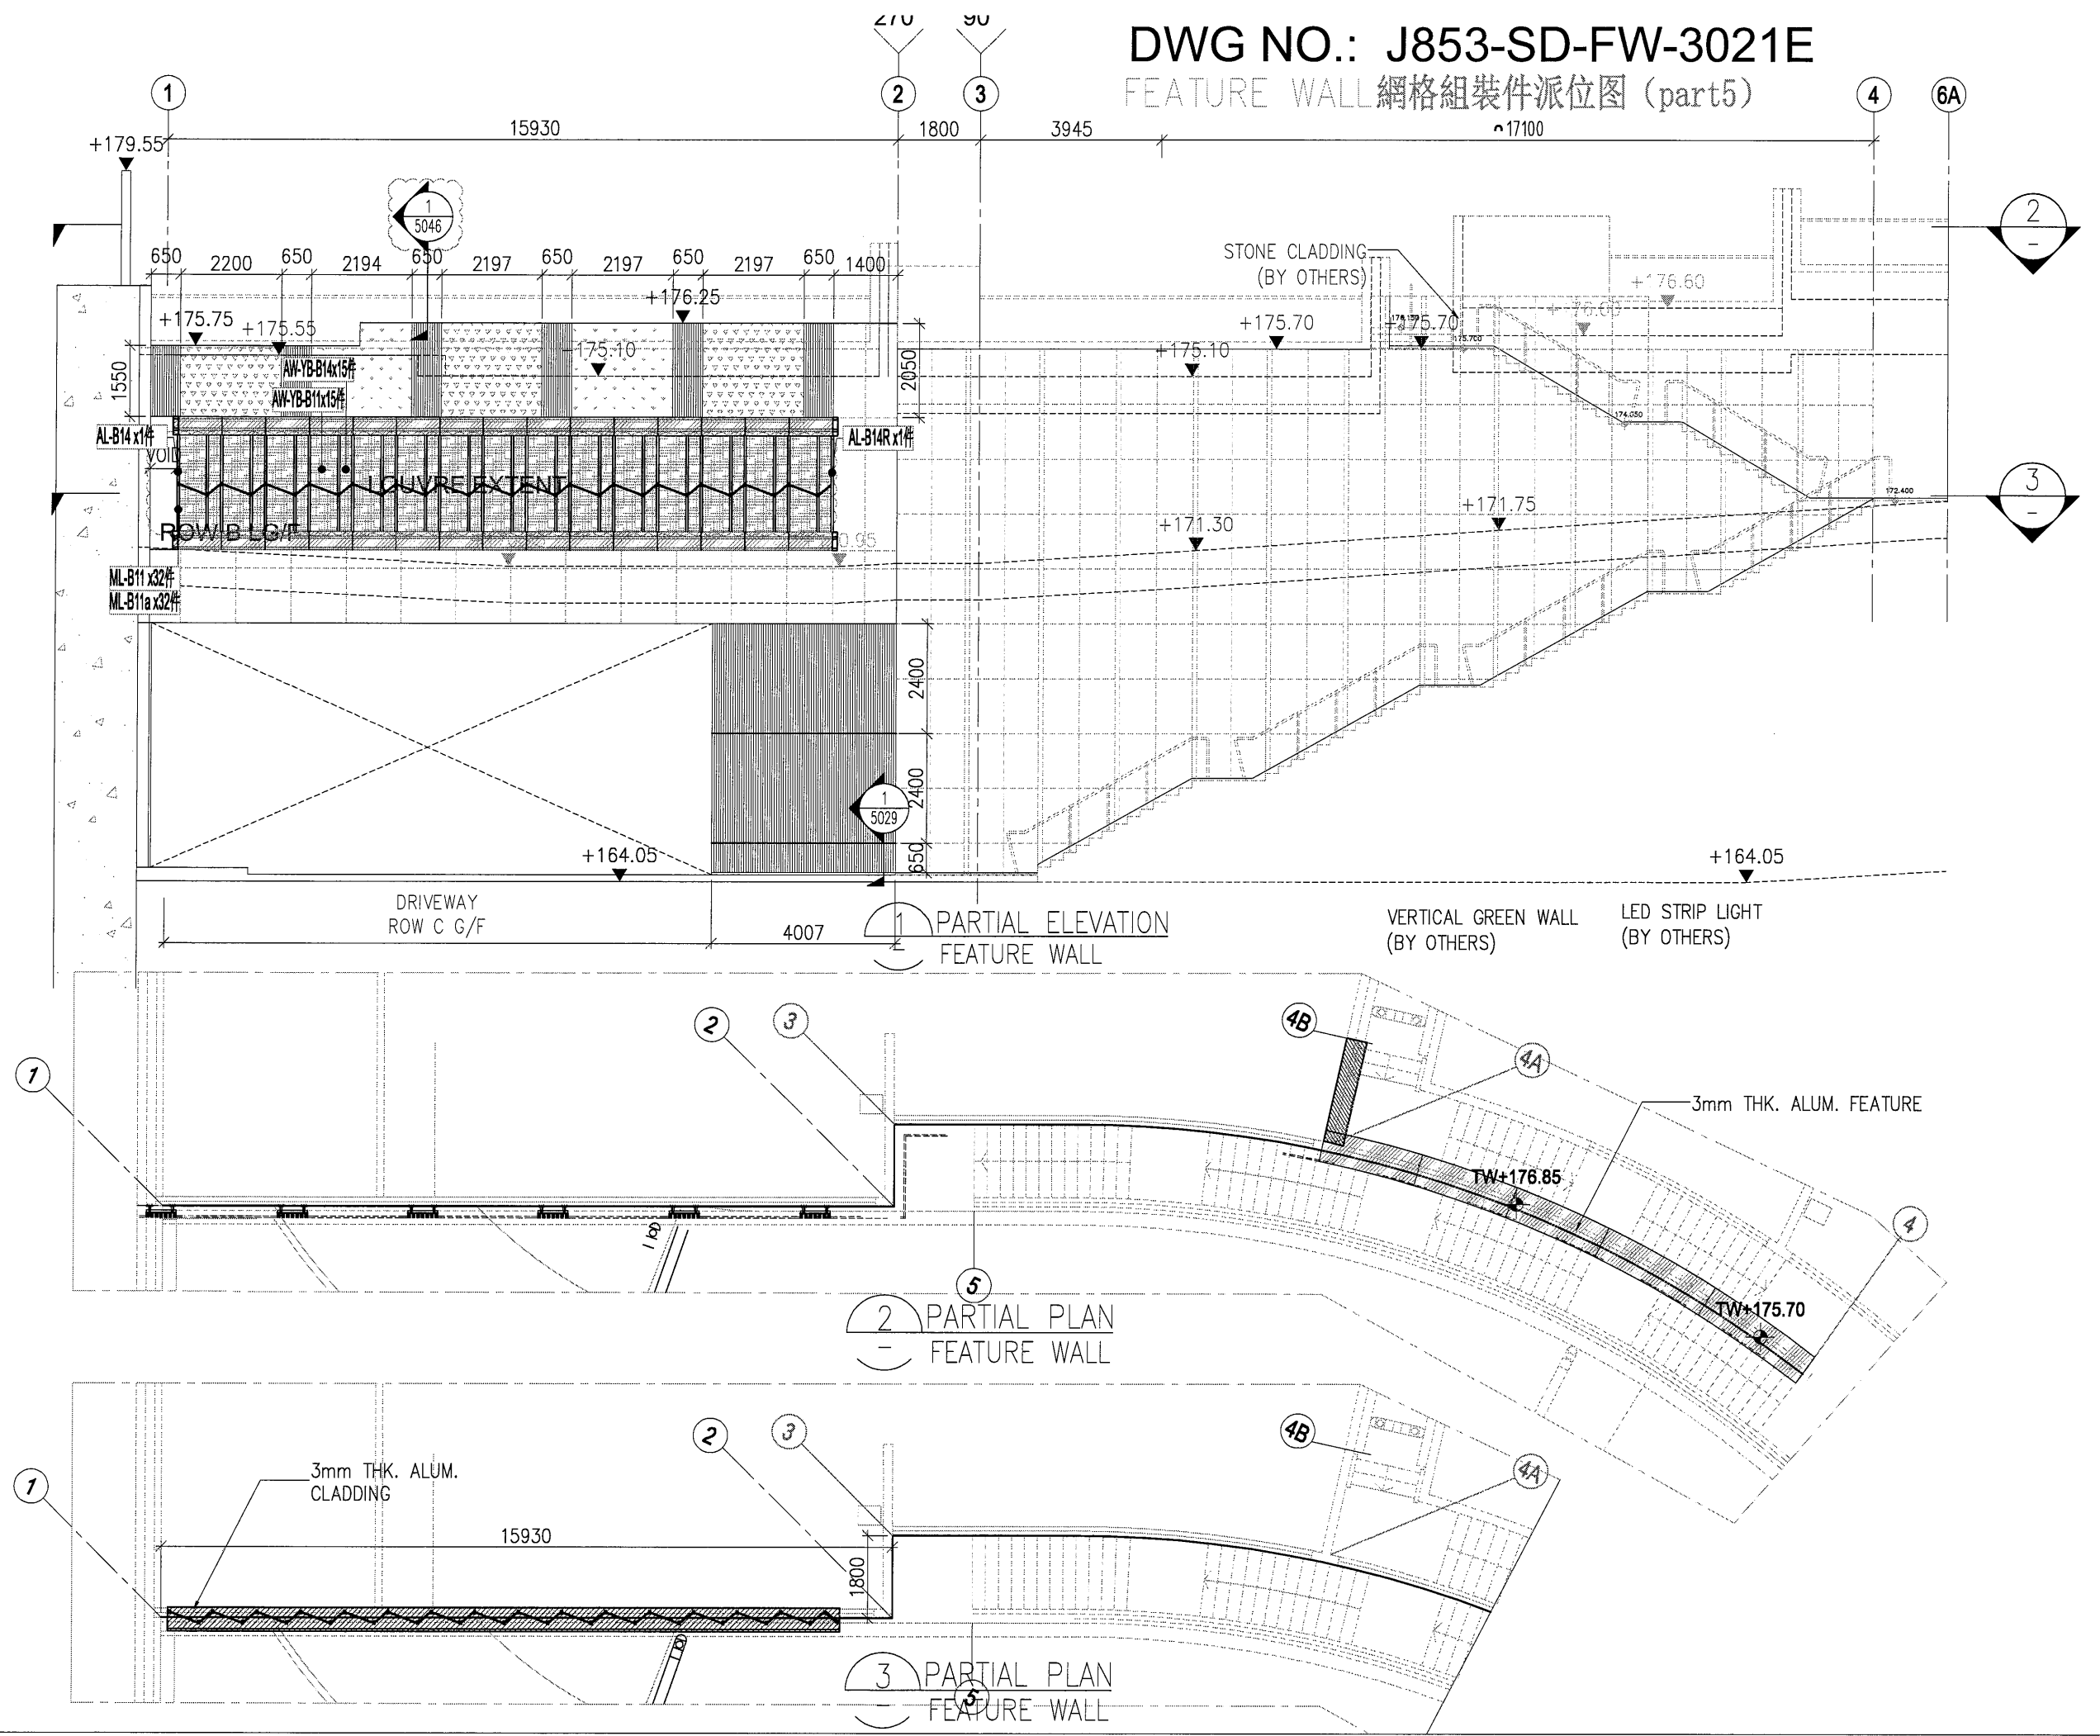 270 90
DWG NO.: J853-SD-FW-3021E
FEATURE WALL網格組裝件派位图 (part5)
1
2
3
4
6A
15930
1800
3945
17100
+179.55
1
5046
2
-
650
2200
650
2194
650
2197
650
2197
650
2197
650
1400
STONE CLADDING
(BY OTHERS)
+176.60
+176.25
+176.00
+175.75
+175.55
+175.70
+175.70
175.700
+175.10
+175.10
1550
2050
AW-YB-B14x15件
AW-YB-B11x15件
174.050
AL-B14 x1件
AL-B14R x1件
VOID
LOUVRE EXTENT
172.400
3
-
ROW B LG/F
+171.30
+171.75
ML-B11 x32件
ML-B11a x32件
2400
2400
1
5029
650
+164.05
+164.05
DRIVEWAY
ROW C G/F
4007
1 PARTIAL ELEVATION
FEATURE WALL
VERTICAL GREEN WALL
(BY OTHERS)
LED STRIP LIGHT
(BY OTHERS)
1
2
3
4B
4A
3mm THK. ALUM. FEATURE
TW+176.85
4
5
TW+175.70
2 PARTIAL PLAN
- FEATURE WALL
1
2
3
4B
4A
3mm THK. ALUM.
CLADDING
15930
1800
3 PARTIAL PLAN
5
- FEATURE WALL